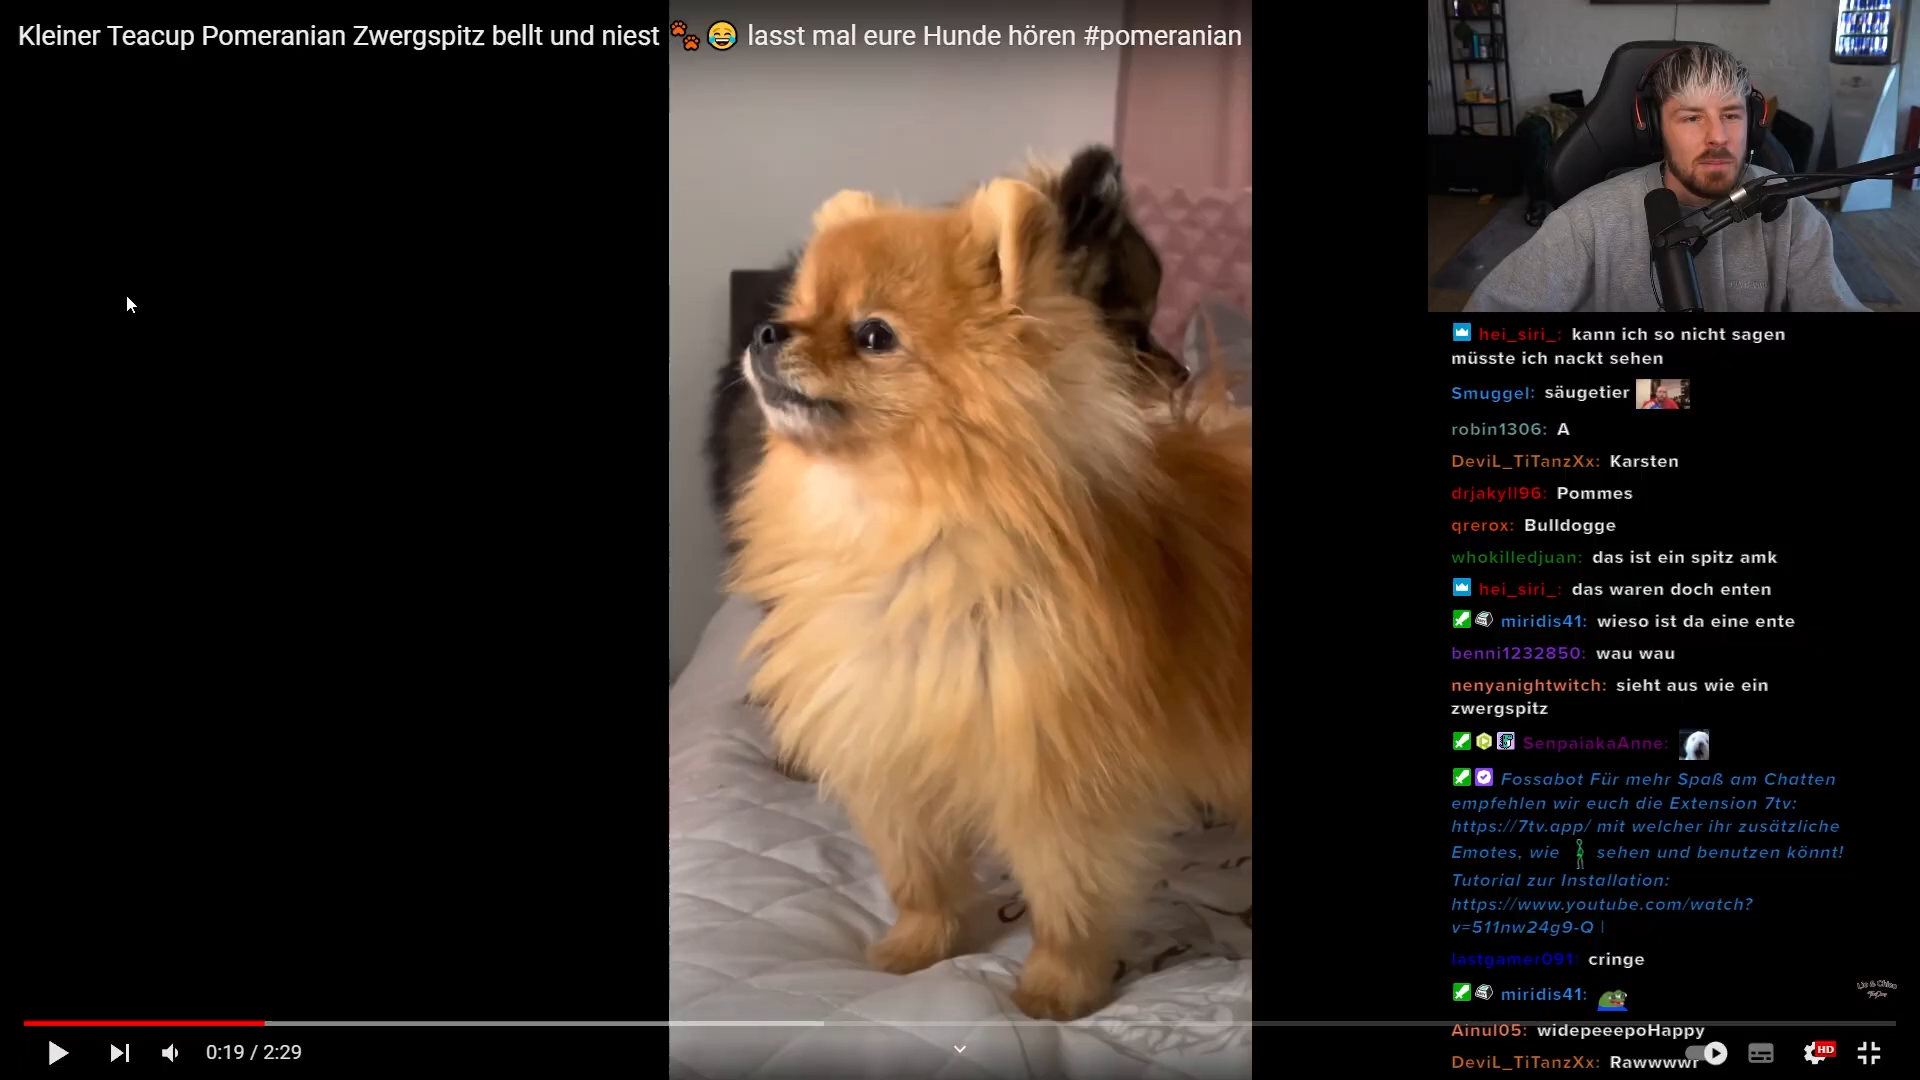 Kleiner Teacup Pomeranian Zwergspitz bellt und niest 🐾😂 lasst mal eure Hunde hören #pomeranian
hei_siri_: kann ich so nicht sagen
müsste ich nackt sehen
Smuggel: säugetier
robin1306: A
DeviL_TiTanzXx: Karsten
drjakyll96: Pommes
qrerox: Bulldogge
whokilledjuan: das ist ein spitz amk
hei_siri_: das waren doch enten
miridis41: wieso ist da eine ente
benni1232850: wau wau
nenyanightwitch: sieht aus wie ein
zwergspitz
SenpaiakaAnne:
Fossabot Für mehr Spaß am Chatten
empfehlen wir euch die Extension 7tv:
https://7tv.app/ mit welcher ihr zusätzliche
Emotes, wie sehen und benutzen könnt!
Tutorial zur Installation:
https://www.youtube.com/watch?
v=511nw24g9-Q |
lastgamer091: cringe
miridis41:
Ainul05: widepeeepoHappy
DeviL_TiTanzXx: Rawwwwr
0:19 / 2:29
HD